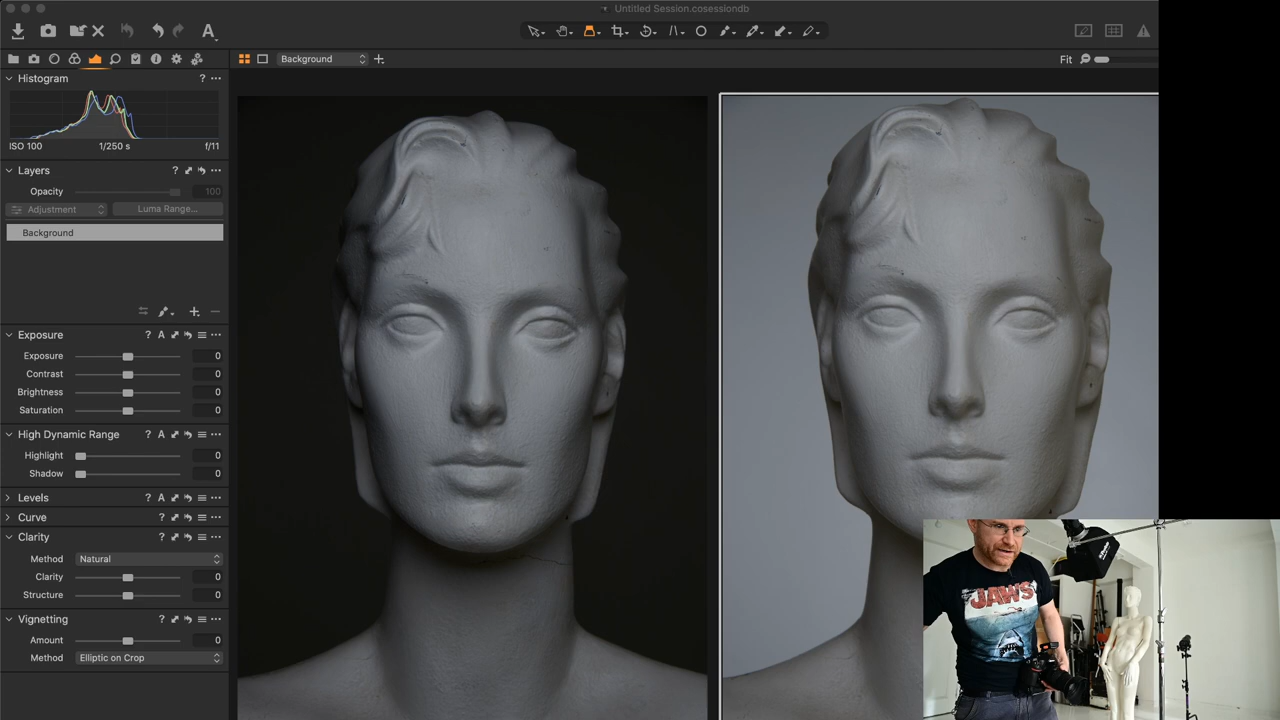 Untitled Session.cosessiondb
A
Background
Fit
Histogram
?
ISO 100
1/250 s
f/11
Layers
?
Opacity
100
Adjustment
Luma Range...
Background
Exposure
? A
Exposure 0
Contrast 0
Brightness 0
Saturation 0
High Dynamic Range
? A
Highlight 0
Shadow 0
Levels
? A
Curve
? A
Clarity
? A
Method Natural
Clarity 0
Structure 0
Vignetting
? A
Amount 0
Method Elliptic on Crop
JAWS